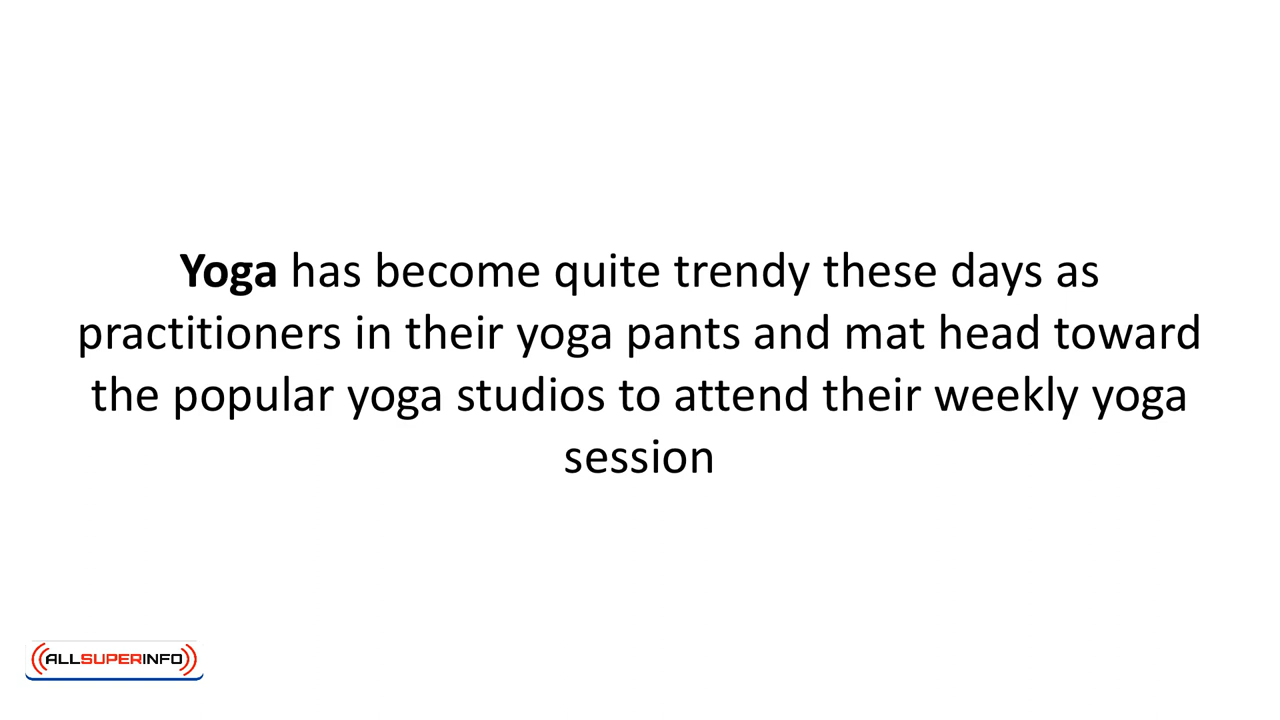 Yoga has become quite trendy these days as
practitioners in their yoga pants and mat head toward
the popular yoga studios to attend their weekly yoga
session
ALLSUPERINFO